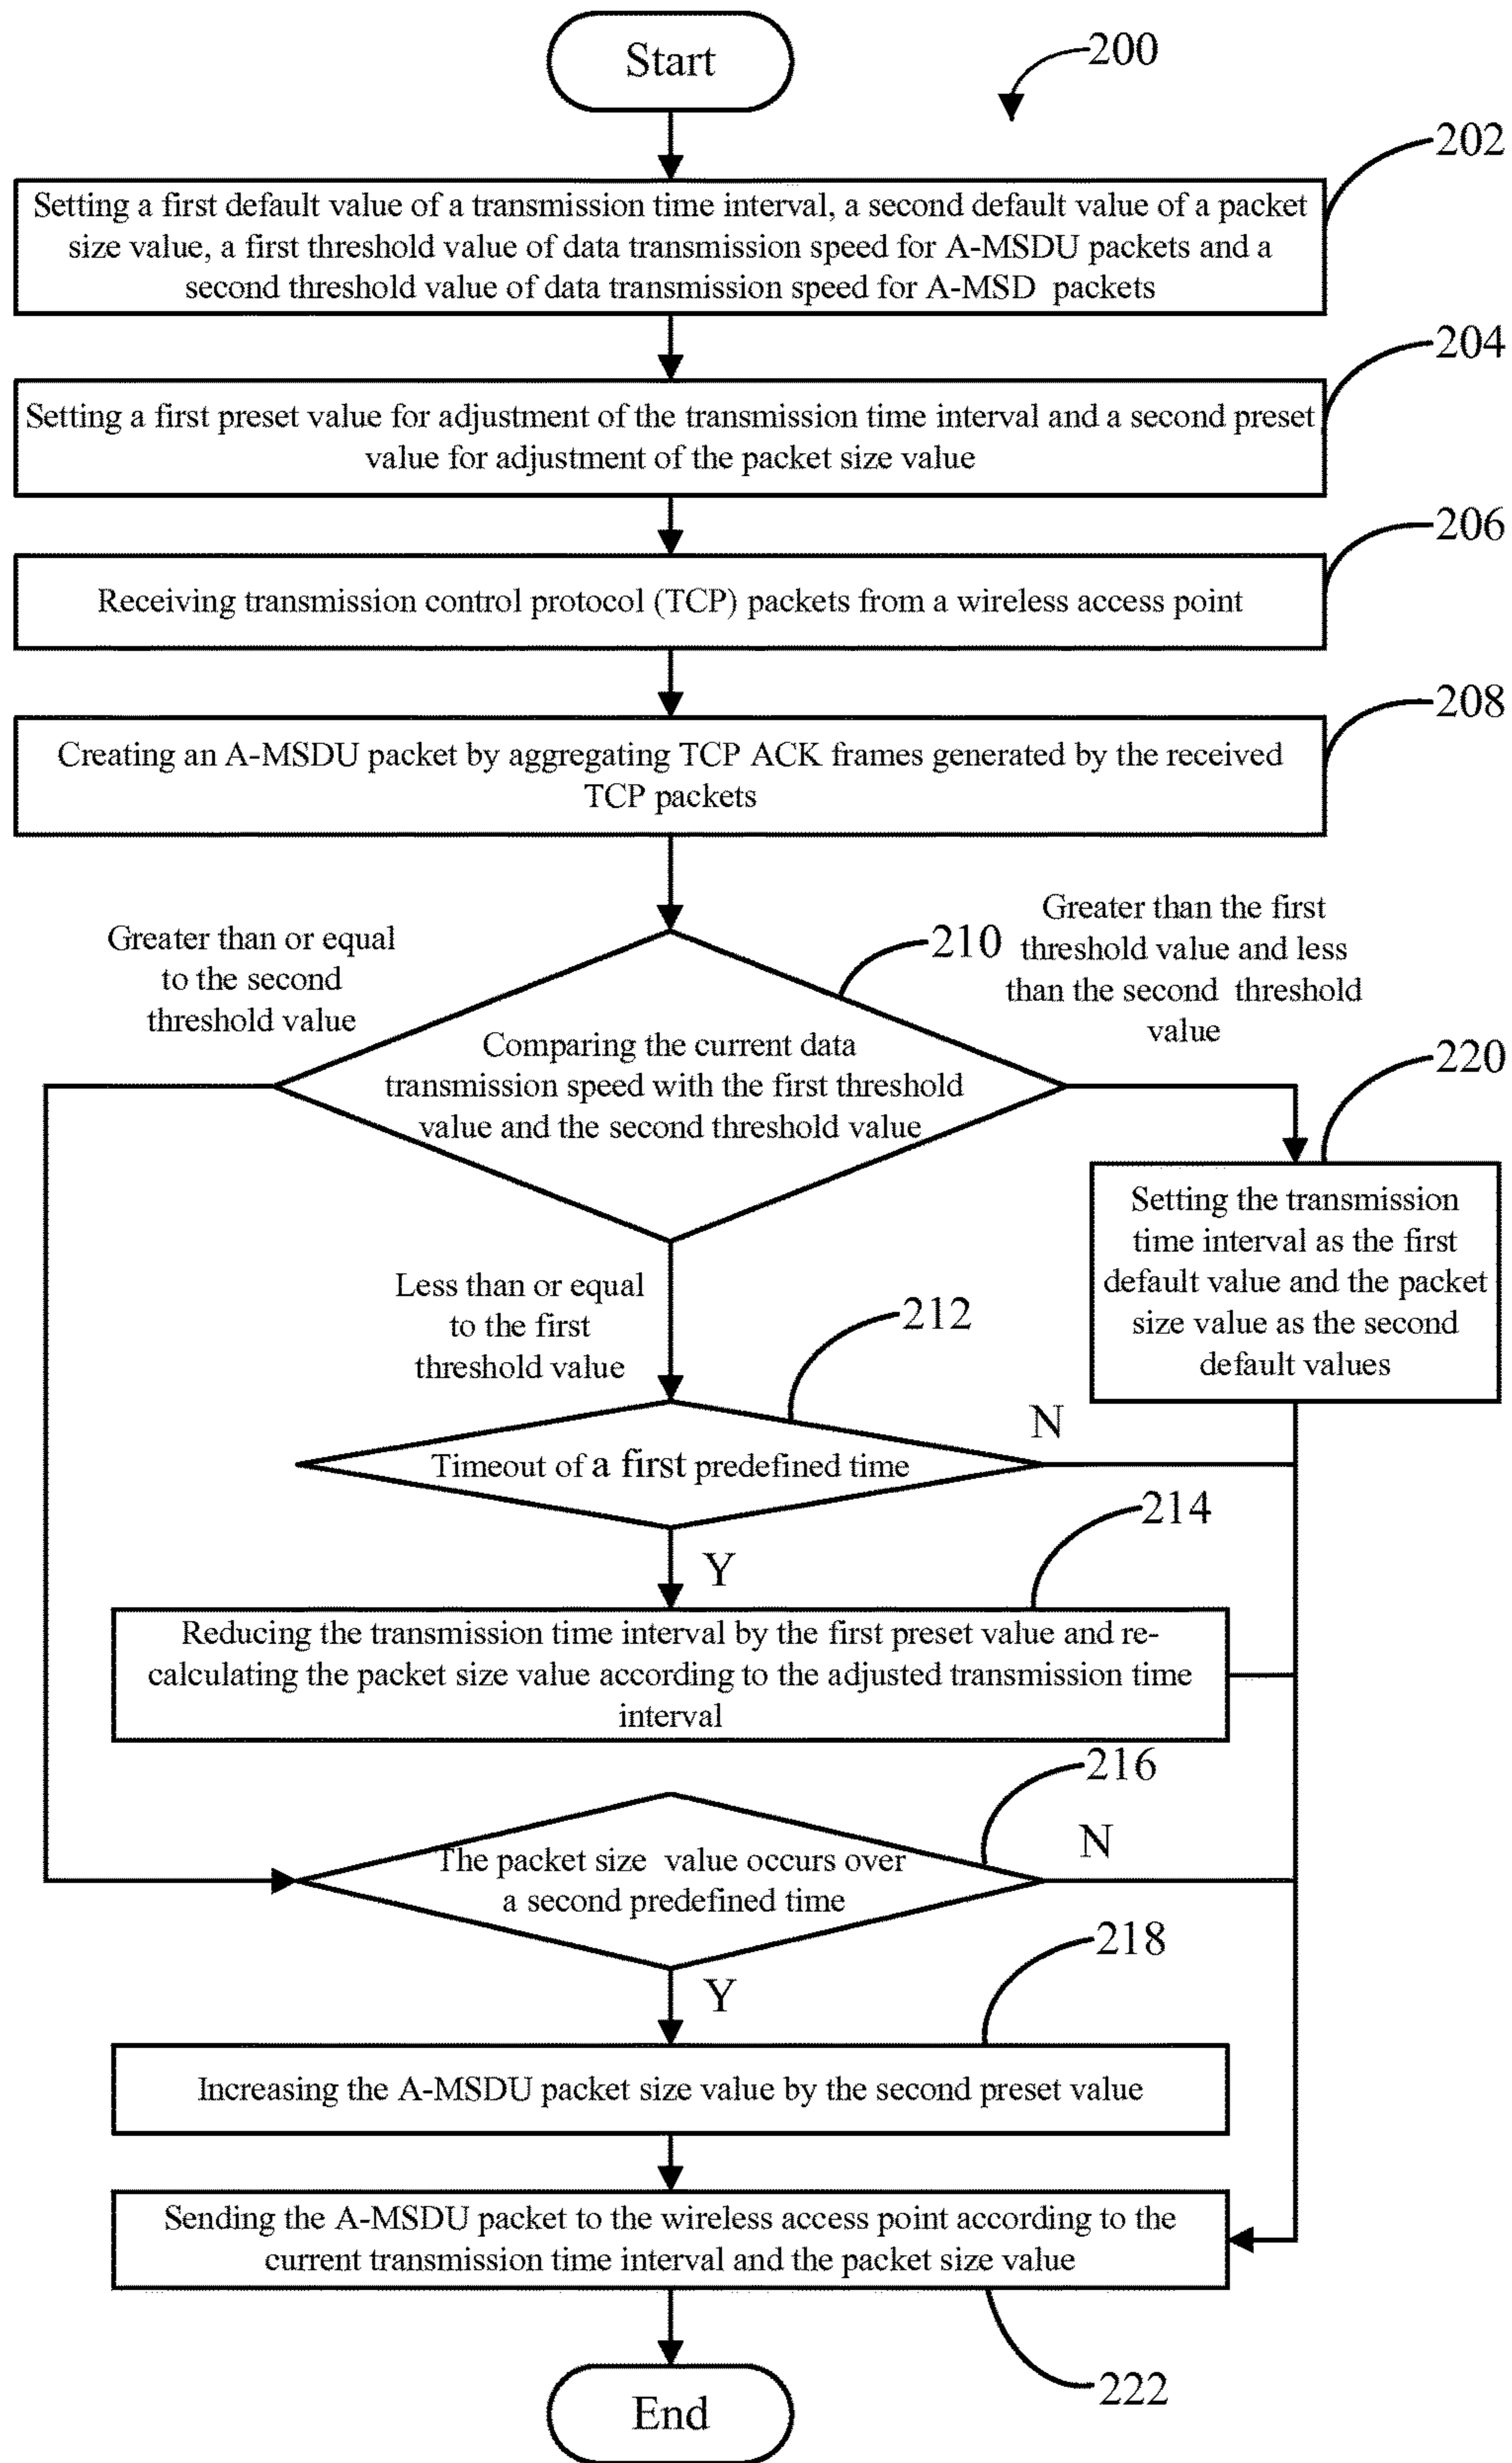 Start
200
202
Setting a first default value of a transmission time interval, a second default value of a packet
size value, a first threshold value of data transmission speed for A-MSDU packets and a
second threshold value of data transmission speed for A-MSD packets
204
Setting a first preset value for adjustment of the transmission time interval and a second preset
value for adjustment of the packet size value
206
Receiving transmission control protocol (TCP) packets from a wireless access point
208
Creating an A-MSDU packet by aggregating TCP ACK frames generated by the received
TCP packets
Greater than or equal
to the second
threshold value
210
Greater than the first
threshold value and less
than the second threshold
value
Comparing the current data
transmission speed with the first threshold
value and the second threshold value
220
Setting the transmission
time interval as the first
default value and the packet
size value as the second
default values
Less than or equal
to the first
threshold value
212
Timeout of a first predefined time
N
Y
214
Reducing the transmission time interval by the first preset value and re-
calculating the packet size value according to the adjusted transmission time
interval
216
The packet size value occurs over
a second predefined time
N
Y
218
Increasing the A-MSDU packet size value by the second preset value
Sending the A-MSDU packet to the wireless access point according to the
current transmission time interval and the packet size value
222
End